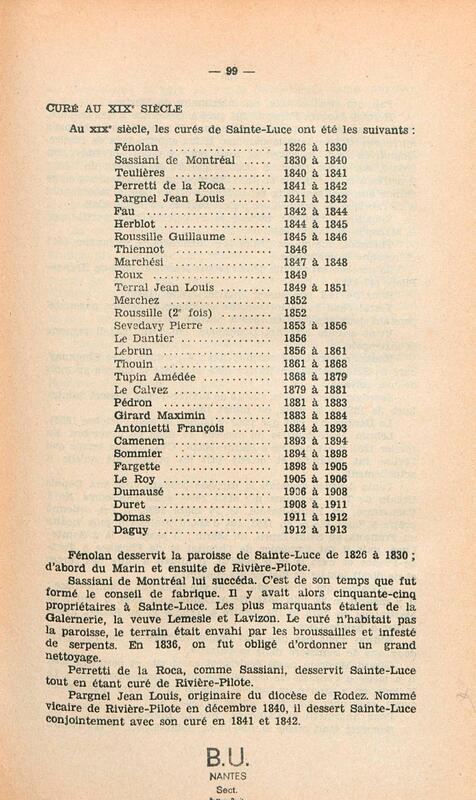 — 99 —
CURÉ AU XIXᵉ SIÈCLE
Au XIXᵉ siècle, les curés de Sainte-Luce ont été les suivants :
Fénolan .................. 1826 à 1830
Sassiani de Montréal ..... 1830 à 1840
Teulières ................ 1840 à 1841
Perretti de la Roca ....... 1841 à 1842
Pargnel Jean Louis ....... 1841 à 1842
Fau ..................... 1842 à 1844
Herblot .................. 1844 à 1845
Roussille Guillaume ....... 1845 à 1846
Thiennot ................. 1846
Marchési ................ 1847 à 1848
Roux .................... 1849
Terral Jean Louis ......... 1849 à 1851
Merchez ................. 1852
Roussille (2ᵉ fois) ........ 1852
Sevedavy Pierre .......... 1853 à 1856
Le Dantier ............... 1856
Lebrun .................. 1856 à 1861
Thouin .................. 1861 à 1868
Tupin Amédée ........... 1868 à 1879
Le Calvez ................ 1879 à 1881
Pédron .................. 1881 à 1883
Girard Maximin .......... 1883 à 1884
Antonietti François ....... 1884 à 1893
Camenen ................ 1893 à 1894
Sommier ................. 1894 à 1898
Fargette ................. 1898 à 1905
Le Roy .................. 1905 à 1906
Dumausé ................ 1906 à 1908
Duret ................... 1908 à 1911
Domas .................. 1911 à 1912
Daguy ................... 1912 à 1913
Fénolan desservit la paroisse de Sainte-Luce de 1826 à 1830 ;
d'abord du Marin et ensuite de Rivière-Pilote.
Sassiani de Montréal lui succéda. C'est de son temps que fut
formé le conseil de fabrique. Il y avait alors cinquante-cinq
propriétaires à Sainte-Luce. Les plus marquants étaient de la
Galernerie, la veuve Lemesle et Lavizon. Le curé n'habitait pas
la paroisse, le terrain était envahi par les broussailles et infesté
de serpents. En 1836, on fut obligé d'ordonner un grand
nettoyage.
Perretti de la Roca, comme Sassiani, desservit Sainte-Luce
tout en étant curé de Rivière-Pilote.
Pargnel Jean Louis, originaire du diocèse de Rodez. Nommé
vicaire de Rivière-Pilote en décembre 1840, il dessert Sainte-Luce
conjointement avec son curé en 1841 et 1842.
B.U.
NANTES
Sect.